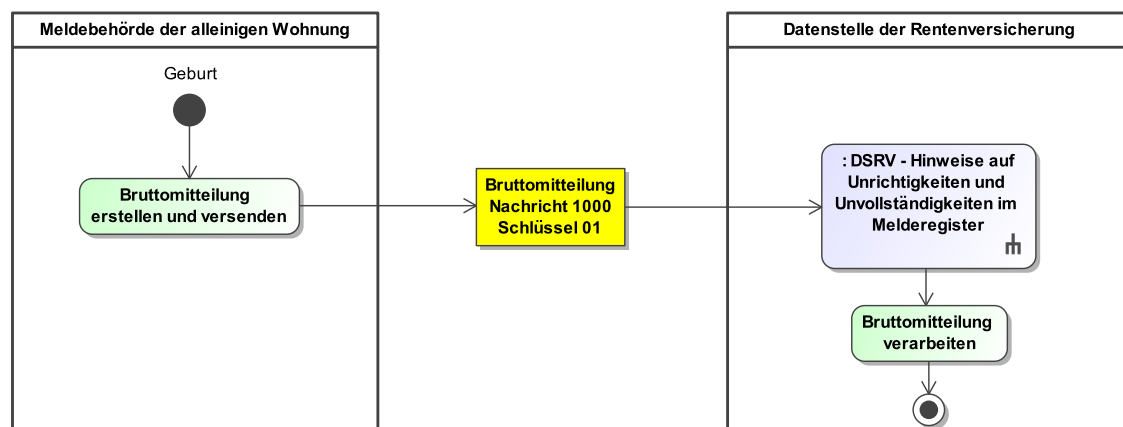 Meldebehörde der alleinigen Wohnung
Geburt
Bruttomitteilung
erstellen und versenden
Bruttomitteilung
Nachricht 1000
Schlüssel 01
Datenstelle der Rentenversicherung
: DSRV - Hinweise auf
Unrichtigkeiten und
Unvollständigkeiten im
Melderegister
Bruttomitteilung
verarbeiten